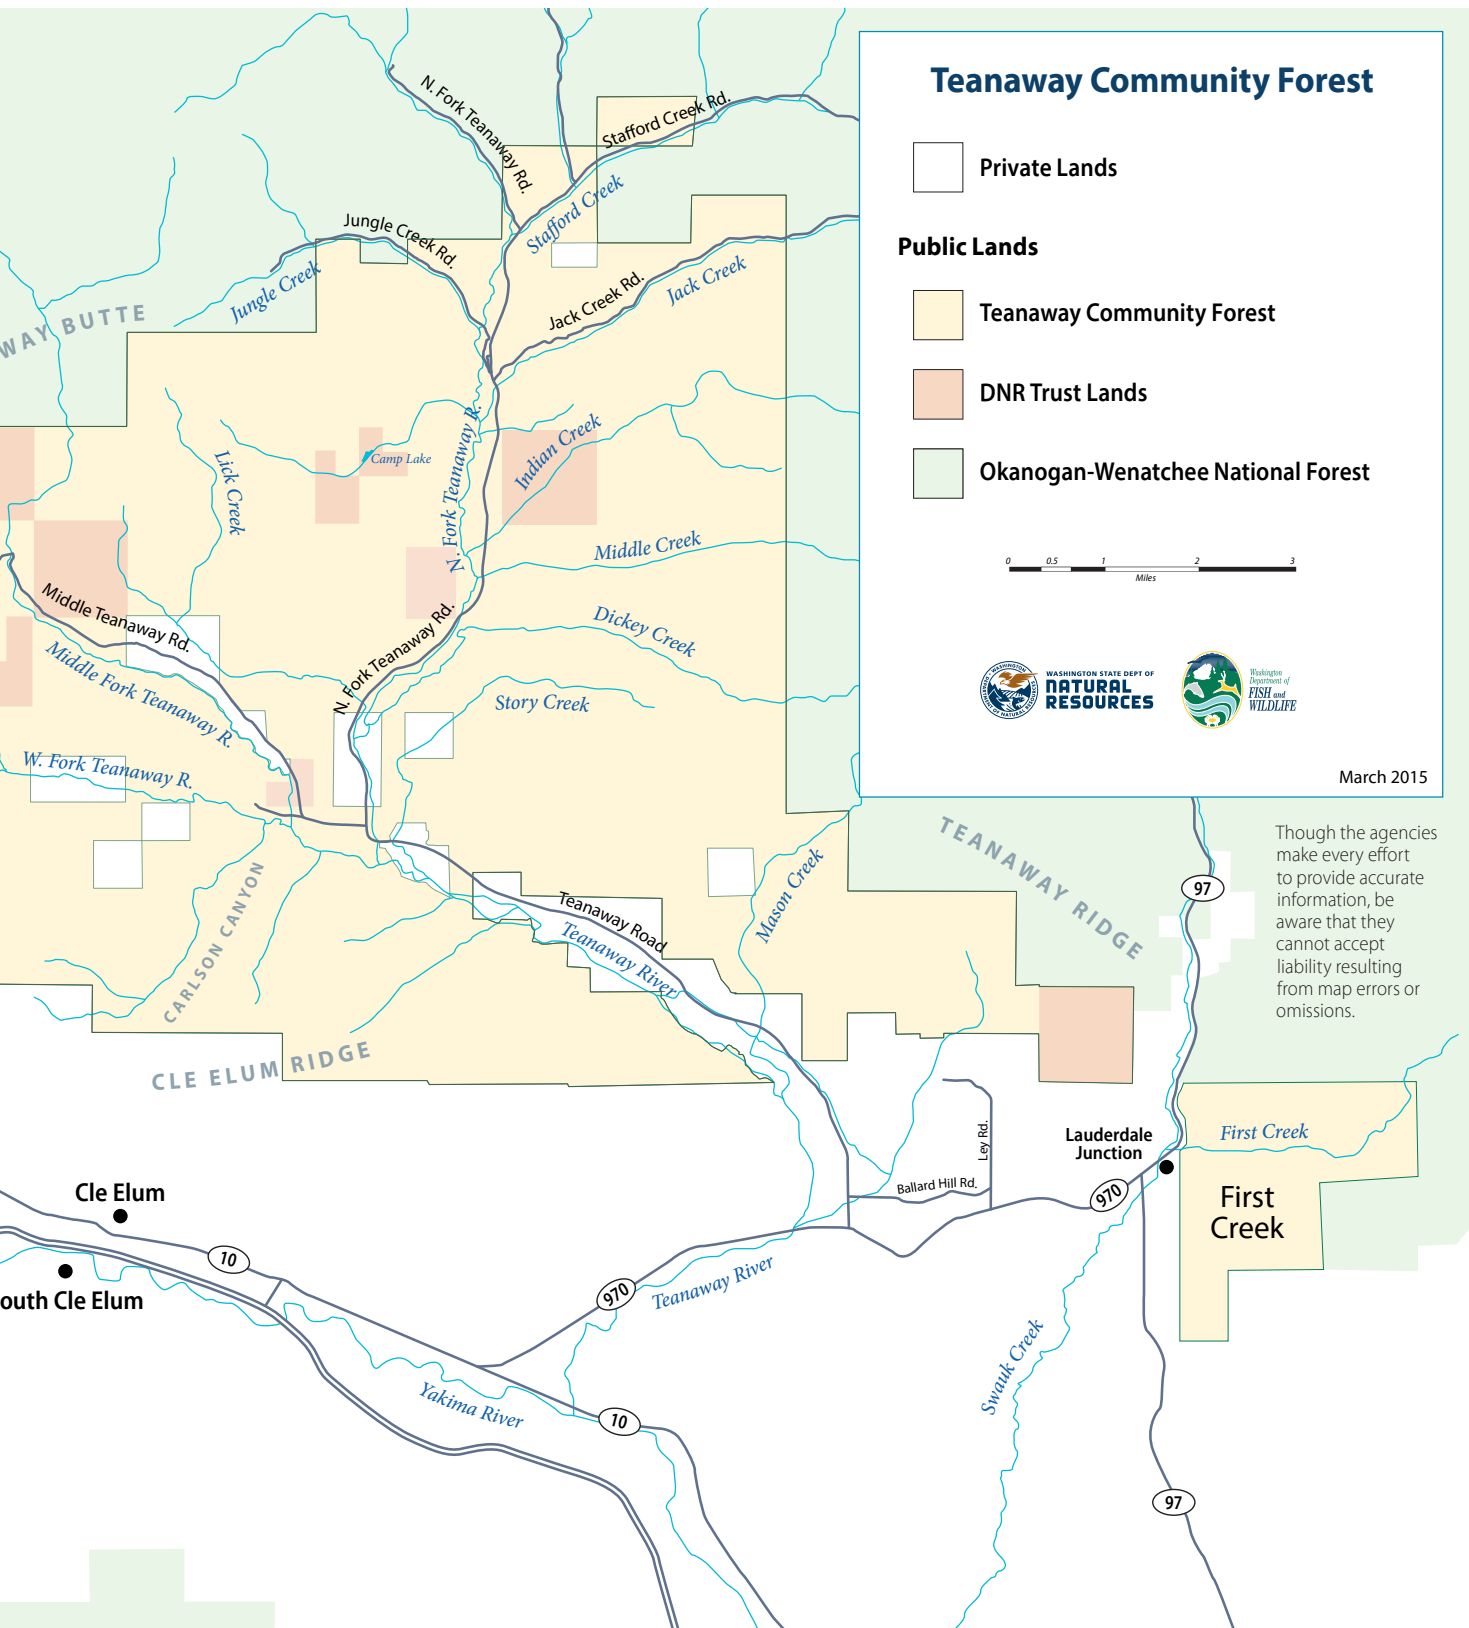 Teanaway Community Forest
Private Lands
Public Lands
Teanaway Community Forest
DNR Trust Lands
Okanogan-Wenatchee National Forest
0 0.5 1 2 3
Miles
WASHINGTON STATE DEPT OF
NATURAL
RESOURCES
Washington
Department of
FISH and
WILDLIFE
March 2015
Though the agencies
make every effort
to provide accurate
information, be
aware that they
cannot accept
liability resulting
from map errors or
omissions.
N. Fork Teanaway Rd.
Stafford Creek Rd.
Stafford Creek
Jungle Creek Rd.
Jungle Creek
Jack Creek Rd.
Jack Creek
WAY BUTTE
Lick Creek
Camp Lake
N. Fork Teanaway R.
Indian Creek
Middle Creek
Middle Teanaway Rd.
N. Fork Teanaway Rd.
Dickey Creek
Middle Fork Teanaway R.
Story Creek
W. Fork Teanaway R.
TEANAWAY RIDGE
97
CARLSON CANYON
Mason Creek
Teanaway Road
Teanaway River
CLE ELUM RIDGE
Lauderdale
Junction
Ley Rd.
Ballard Hill Rd.
970
First Creek
First
Creek
Cle Elum
10
outh Cle Elum
970
Teanaway River
Swauk Creek
Yakima River
10
97